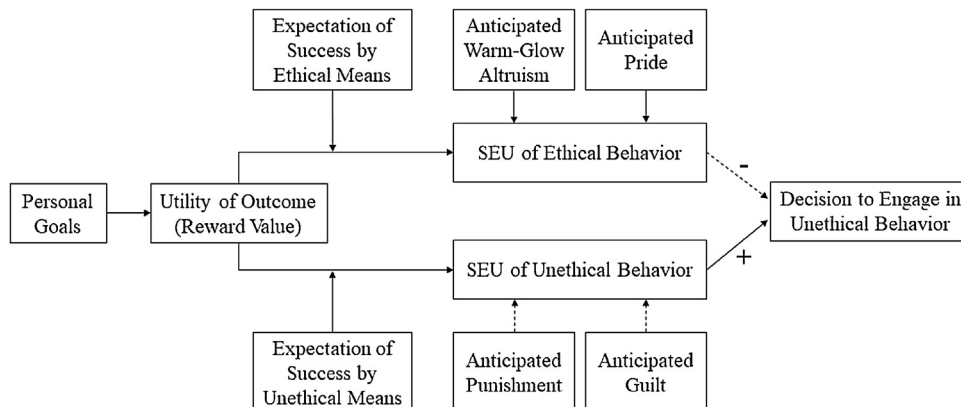 Expectation of
Success by
Ethical Means
Anticipated
Warm-Glow
Altruism
Anticipated
Pride
SEU of Ethical Behavior
-
Personal
Goals
Utility of Outcome
(Reward Value)
Decision to Engage in
Unethical Behavior
SEU of Unethical Behavior
+
Expectation of
Success by
Unethical Means
Anticipated
Punishment
Anticipated
Guilt